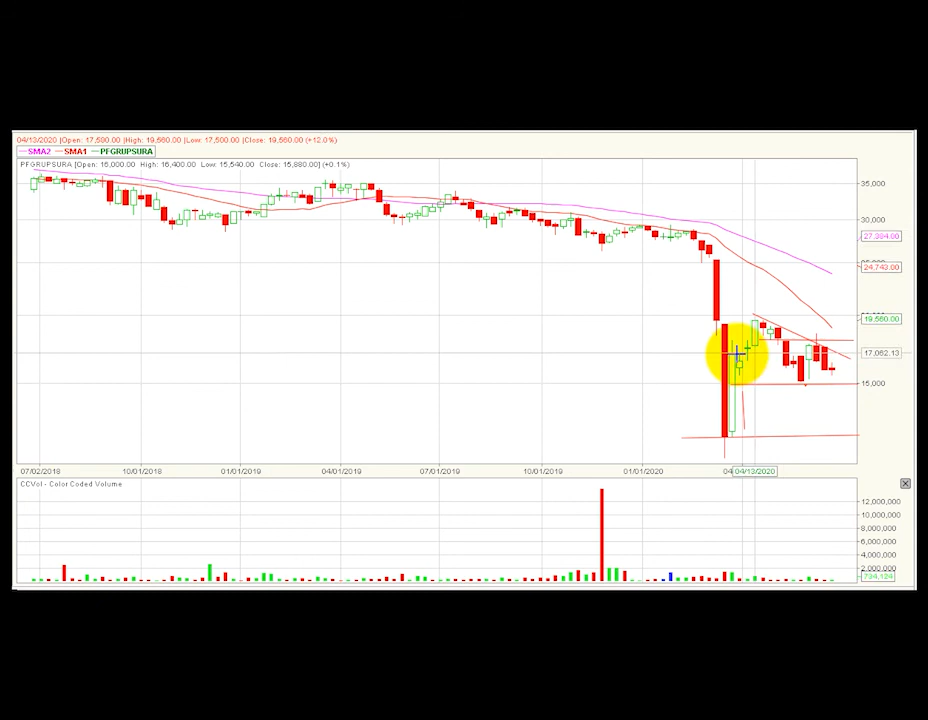 04/13/2020 |Open: 17,500.00 |High: 19,560.00 |Low: 17,500.00 |Close: 19,560.00 (+12.0%)
SMA2 SMA1 PFGRUPSURA
PFGRUPSURA [Open: 16,000.00 High: 16,400.00 Low: 15,540.00 Close: 15,880.00] (+0.1%)
35,000
30,000
27,384.00
24,743.00
19,560.00
17,062.13
15,000
07/02/2018 10/01/2018 01/01/2019 04/01/2019 07/01/2019 10/01/2019 01/01/2020 04/13/2020
CCVol - Color Coded Volume
12,000,000
10,000,000
8,000,000
6,000,000
4,000,000
2,000,000
734,124